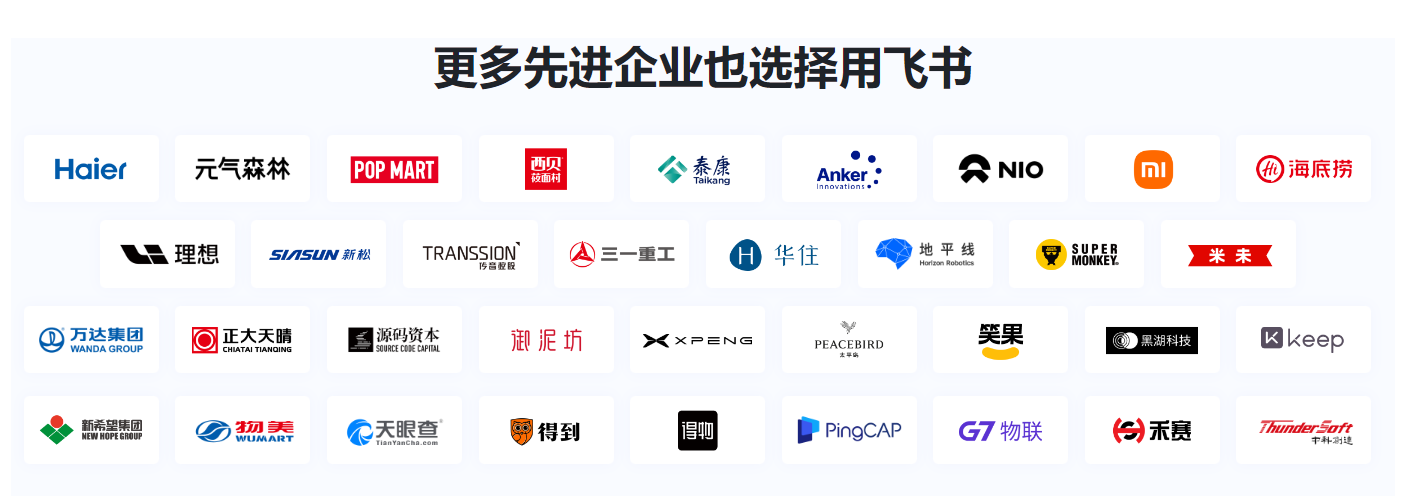 更多先进企业也选择用飞书
Haier
元气森林
POP MART
西贝
莜面村
泰康
Taikang
Anker
Innovations
NIO
mi
Hi 海底捞
理想
SIASUN 新松
TRANSSION
传音控股
三一重工
H 华住
地平线
Horizon Robotics
SUPER
MONKEY
米未
万达集团
WANDA GROUP
正大天晴
CHIATAI TIANQING
源码资本
SOURCE CODE CAPITAL
御泥坊
XPENG
PEACEBIRD
太平鸟
笑果
黑湖科技
keep
新希望集团
NEW HOPE GROUP
物美
WUMART
天眼查
TianYanCha.com
得到
得物
PingCAP
G7 物联
禾赛
ThunderSoft
中科创达